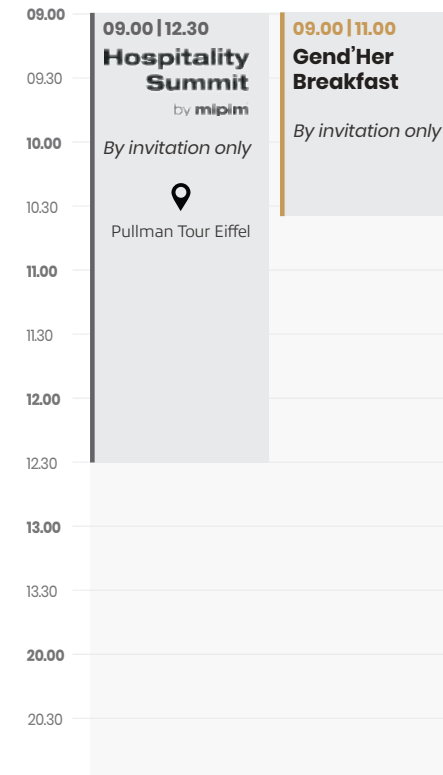 09.00
09.30
10.00
10.30
11.00
11.30
12.00
12.30
13.00
13.30
20.00
20.30
09.00|12.30
Hospitality
Summit
by mipim
By invitation only
Pullman Tour Eiffel
09.00|11.00
Gend’Her
Breakfast
By invitation only